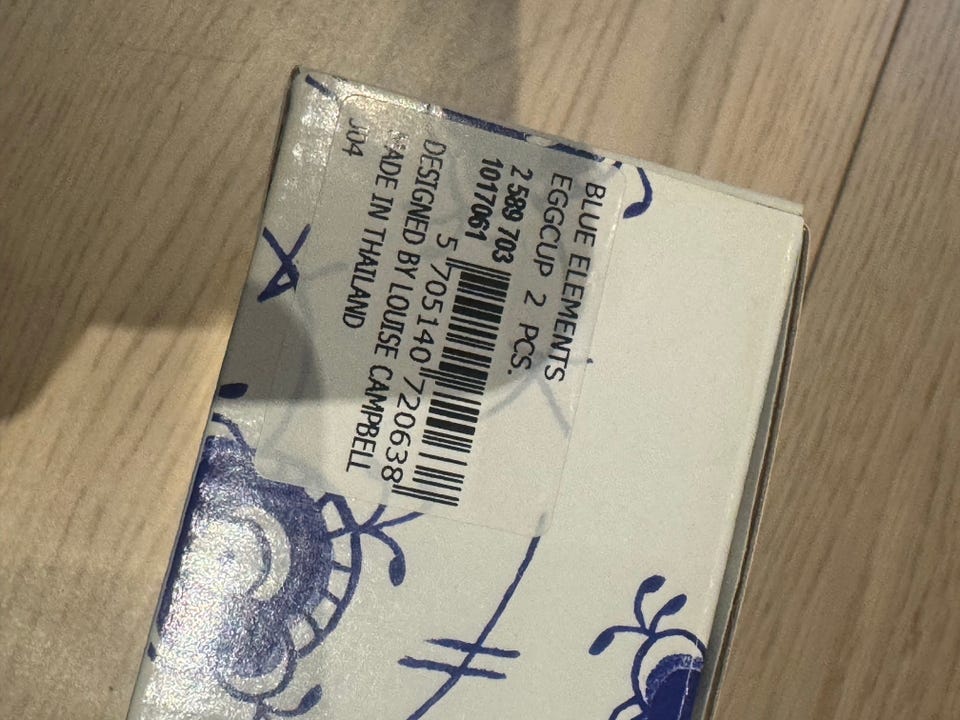 BLUE ELEMENTS
EGGCUP 2 PCS.
2 589 703
1017061
5 705140 720638
DESIGNED BY LOUISE CAMPBELL
MADE IN THAILAND
J04